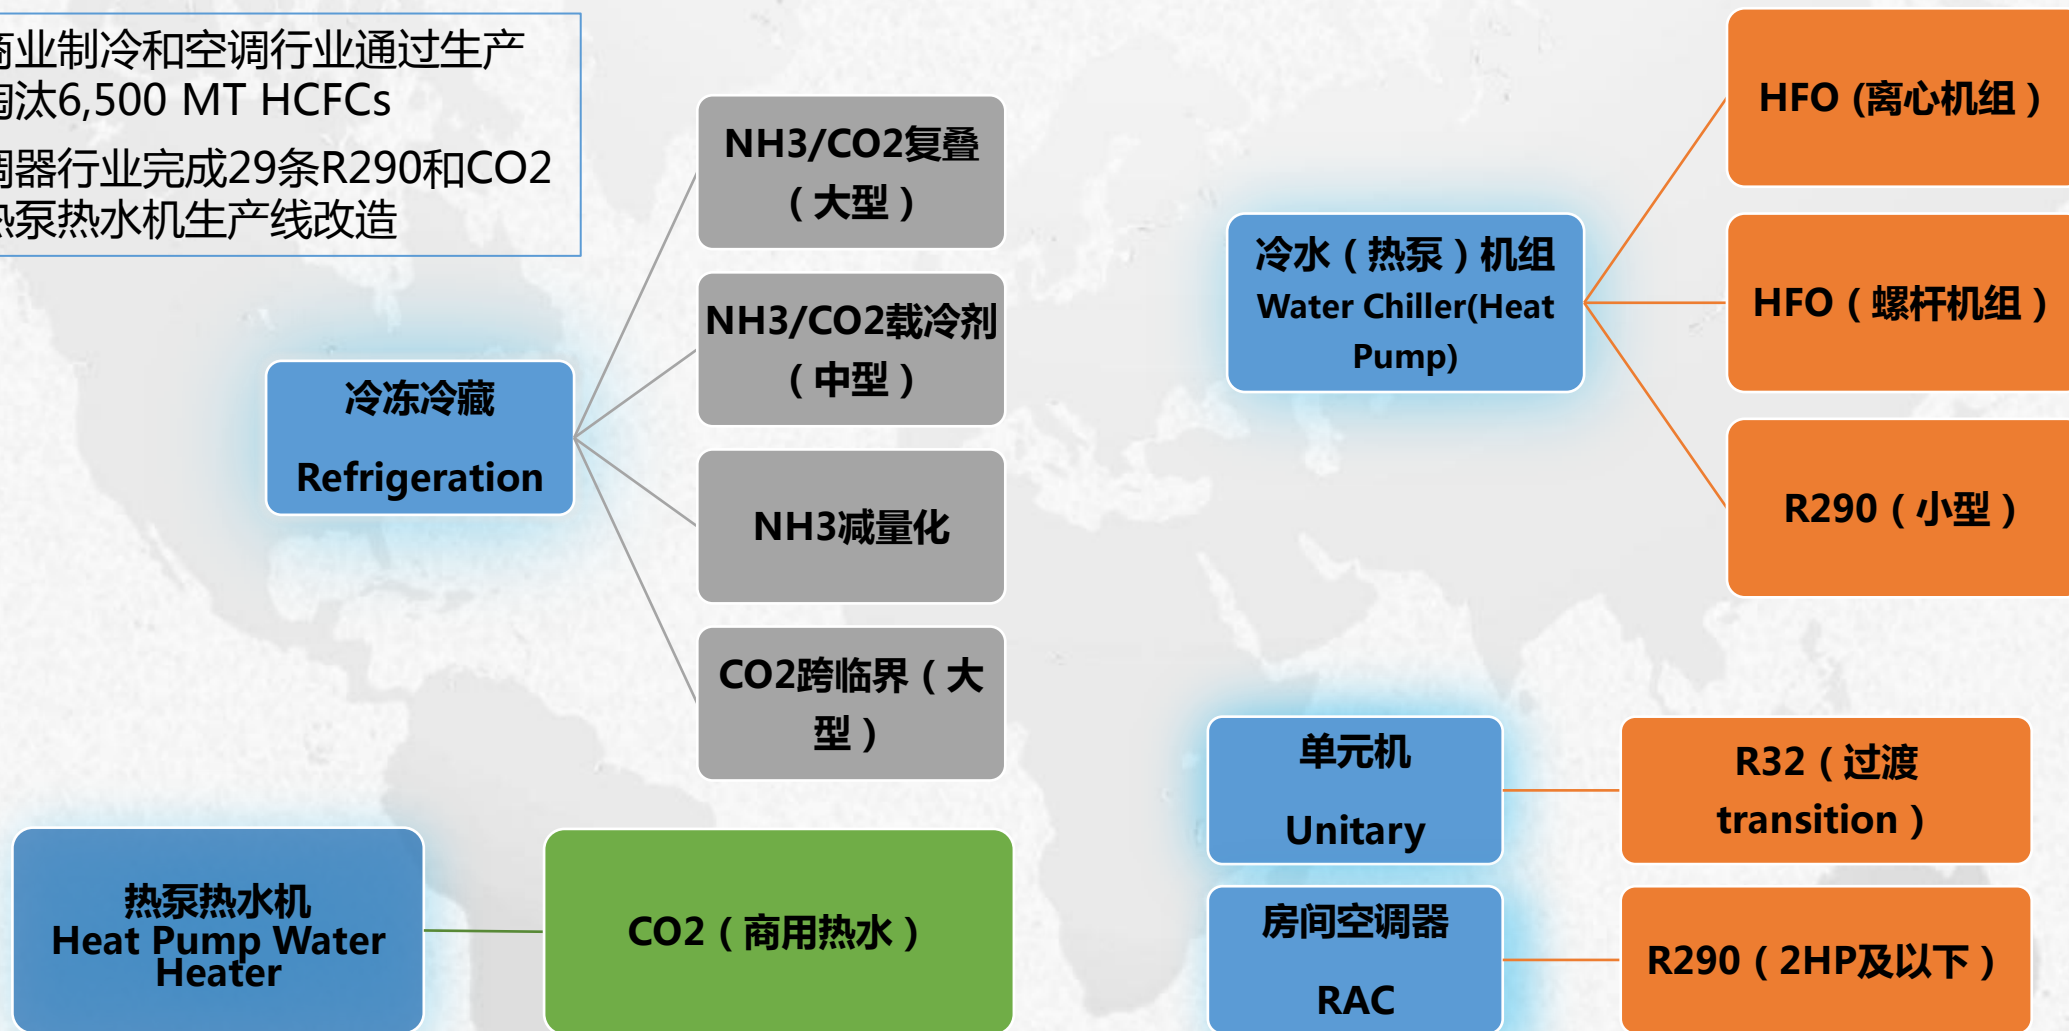 商业制冷和空调行业通过生产
淘汰6,500 MT HCFCs
调器行业完成29条R290和CO2
热泵热水机生产线改造
冷冻冷藏
Refrigeration
NH3/CO2复叠
（大型）
NH3/CO2载冷剂
（中型）
NH3减量化
CO2跨临界（大
型）
热泵热水机
Heat Pump Water
Heater
CO2（商用热水）
冷水（热泵）机组
Water Chiller(Heat
Pump)
HFO (离心机组）
HFO（螺杆机组）
R290（小型）
单元机
Unitary
R32（过渡
transition）
房间空调器
RAC
R290（2HP及以下）